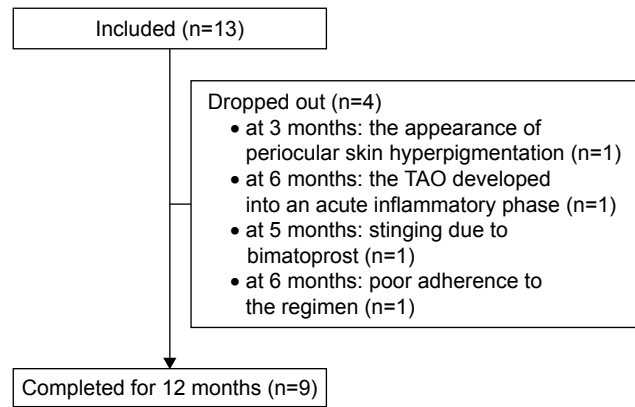 Included (n=13)
Dropped out (n=4)
• at 3 months: the appearance of
periocular skin hyperpigmentation (n=1)
• at 6 months: the TAO developed
into an acute inflammatory phase (n=1)
• at 5 months: stinging due to
bimatoprost (n=1)
• at 6 months: poor adherence to
the regimen (n=1)
Completed for 12 months (n=9)